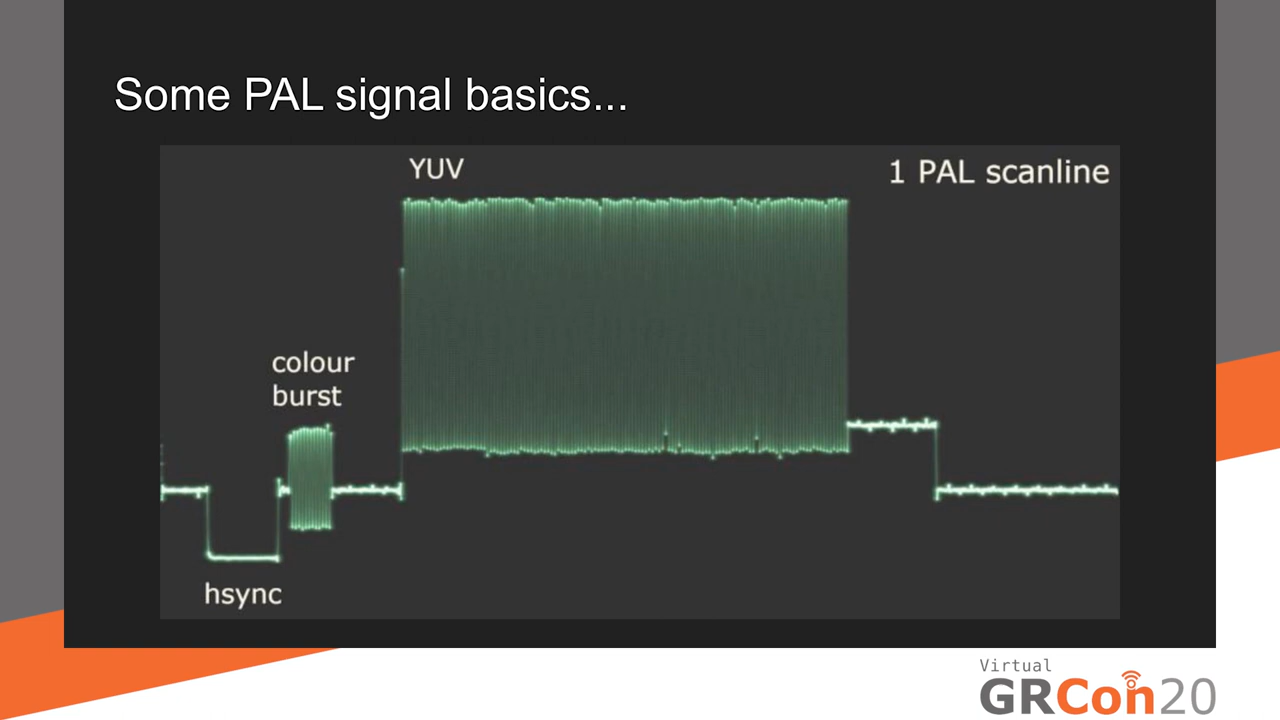 Some PAL signal basics...
YUV
1 PAL scanline
colour
burst
hsync
Virtual
GRCon20